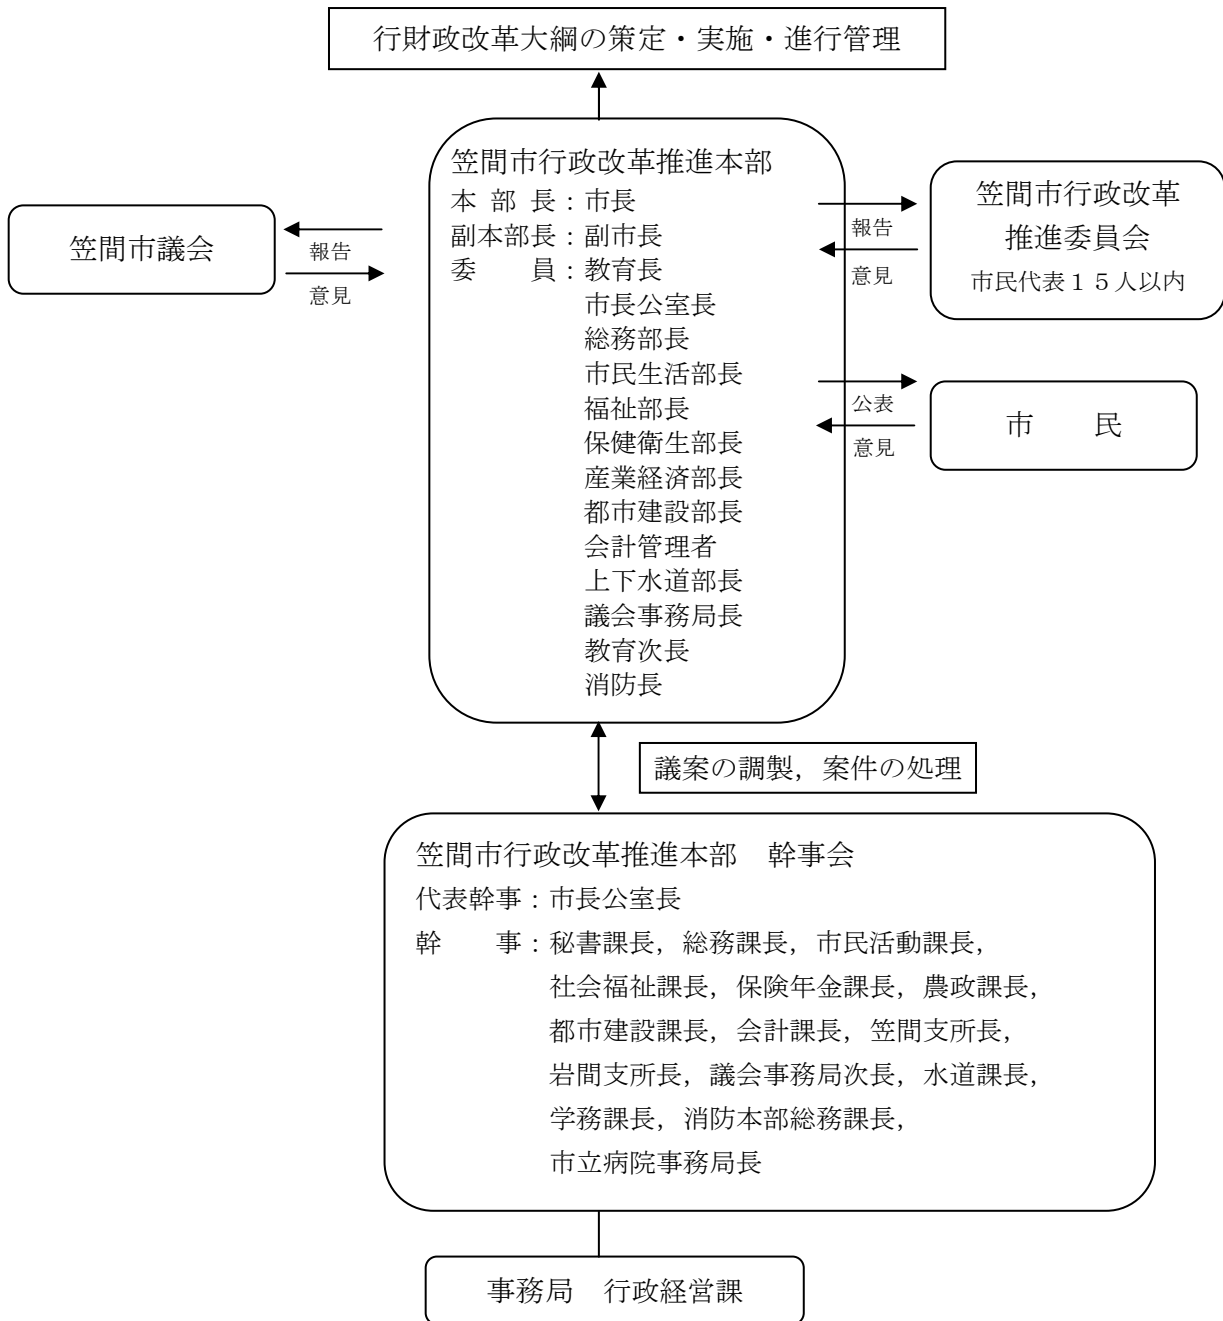 行財政改革大綱の策定・実施・進行管理
笠間市行政改革推進本部
本部長：市長
副本部長：副市長
委　員：教育長
市長公室長
総務部長
市民生活部長
福祉部長
保健衛生部長
産業経済部長
都市建設部長
会計管理者
上下水道部長
議会事務局長
教育次長
消防長
笠間市議会
報告
意見
報告
意見
笠間市行政改革
推進委員会
市民代表１５人以内
公表
意見
市　民
議案の調製，案件の処理
笠間市行政改革推進本部　幹事会
代表幹事：市長公室長
幹　事：秘書課長，総務課長，市民活動課長，
社会福祉課長，保険年金課長，農政課長，
都市建設課長，会計課長，笠間支所長，
岩間支所長，議会事務局次長，水道課長，
学務課長，消防本部総務課長，
市立病院事務局長
事務局　行政経営課